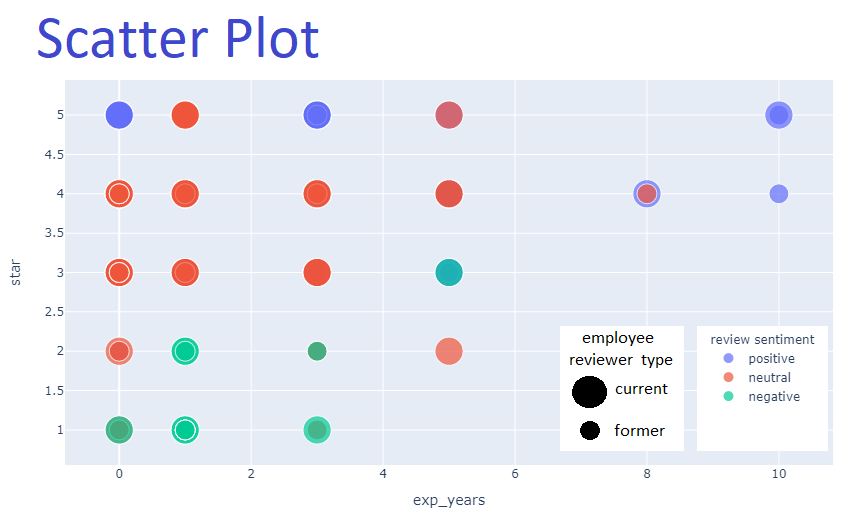 Scatter Plot
5
4.5
4
3.5
3
2.5
2
1.5
1
star
0
2
4
6
8
10
exp_years
employee
reviewer type
current
former
review sentiment
positive
neutral
negative